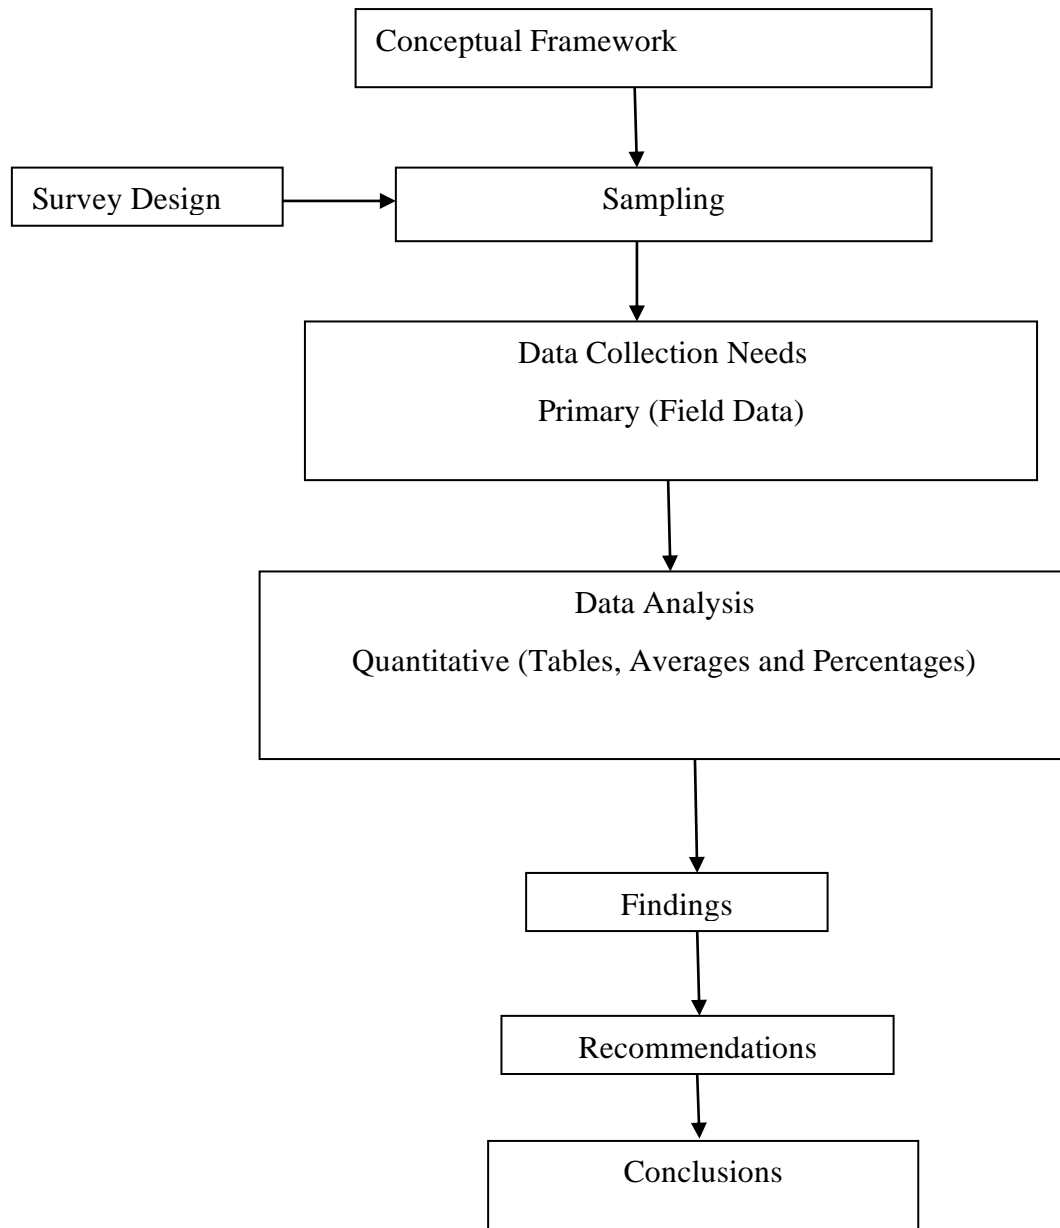 Conceptual Framework
Survey Design
Sampling
Data Collection Needs
Primary (Field Data)
Data Analysis
Quantitative (Tables, Averages and Percentages)
Findings
Recommendations
Conclusions